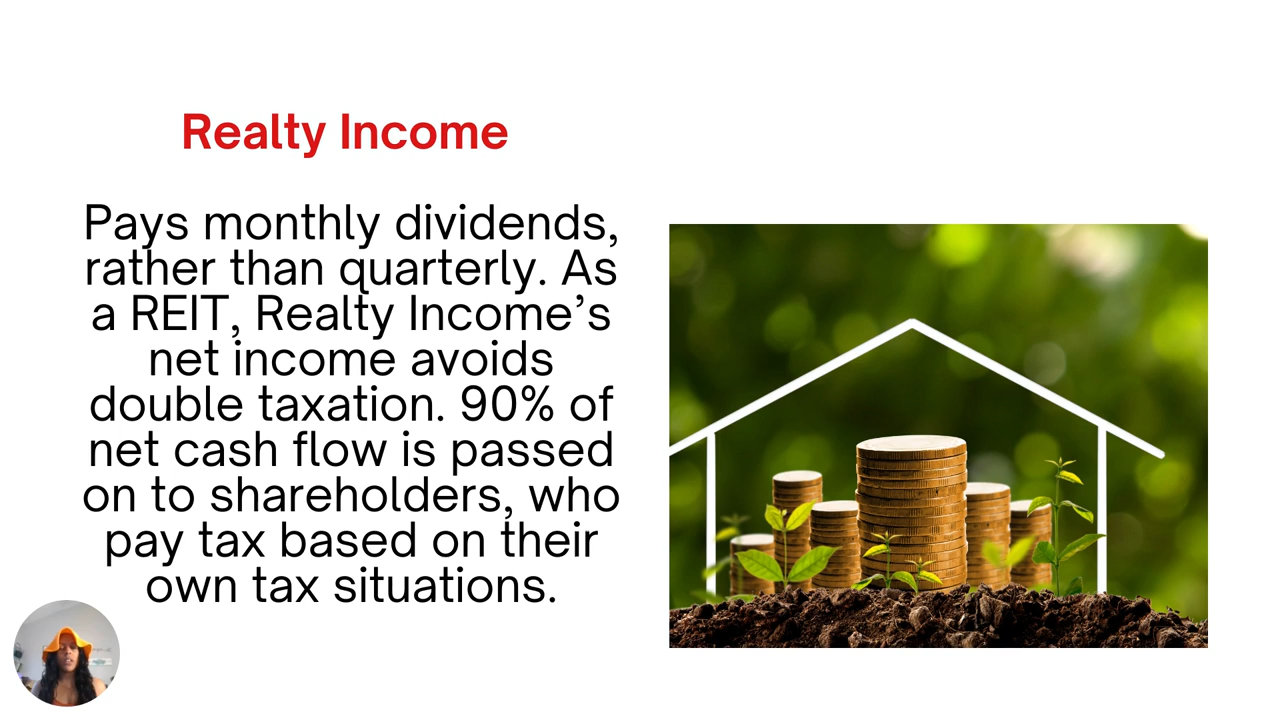 Realty Income
Pays monthly dividends,
rather than quarterly. As
a REIT, Realty Income’s
net income avoids
double taxation. 90% of
net cash flow is passed
on to shareholders, who
pay tax based on their
own tax situations.